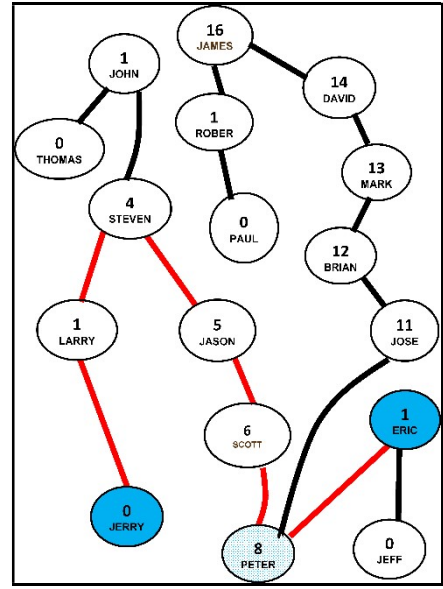 16
JAMES
1
JOHN
14
DAVID
1
ROBER
0
THOMAS
13
MARK
4
STEVEN
0
PAUL
12
BRIAN
1
LARRY
5
JASON
11
JOSE
1
ERIC
6
SCOTT
0
JERRY
8
PETER
0
JEFF